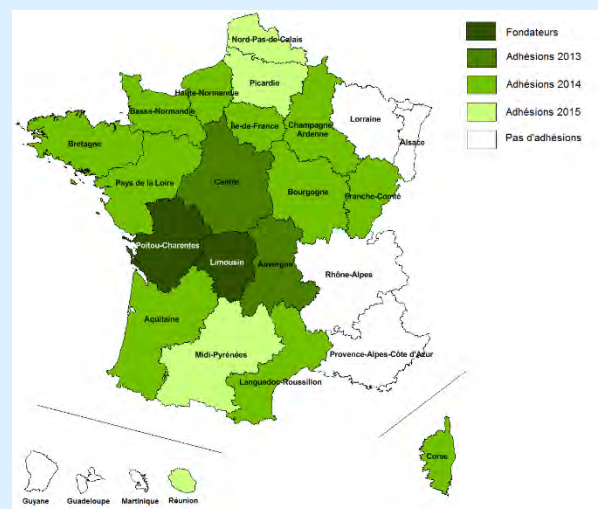 Fondateurs
Adhésions 2013
Adhésions 2014
Adhésions 2015
Pas d'adhésions
Nord-Pas-de-Calais
Picardie
Haute-Normandie
Basse-Normandie
Île-de-France
Champagne
Ardenne
Lorraine
Alsace
Bretagne
Pays de la Loire
Centre
Bourgogne
Franche-Comté
Poitou-Charentes
Limousin
Auvergne
Rhône-Alpes
Aquitaine
Midi-Pyrénées
Languedoc-Roussillon
Provence-Alpes-Côte d'Azur
Corse
Guyane
Guadeloupe
Martinique
Réunion